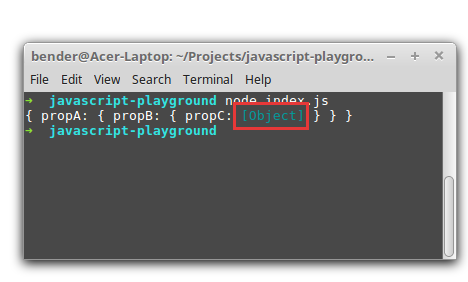 bender@Acer-Laptop: ~/Projects/javascript-playgro...
File Edit View Search Terminal Help
➜ javascript-playground node index.js
{ propA: { propB: { propC: [Object] } } }
➜ javascript-playground